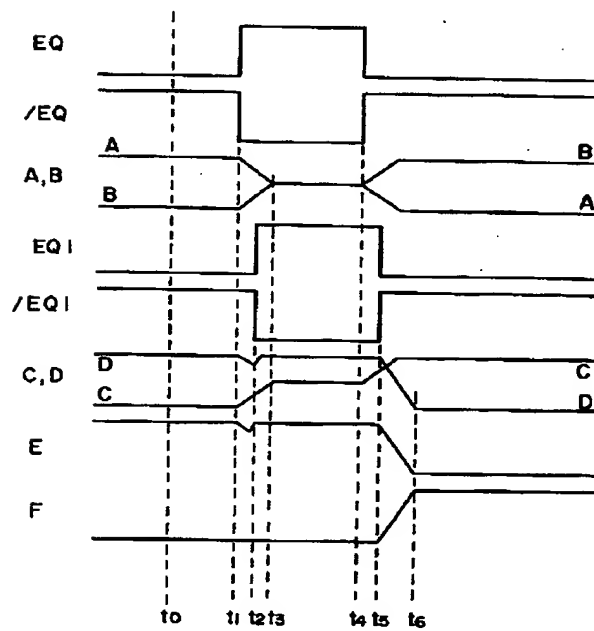 EQ
/EQ
A B
A,B
B A
EQ1
/EQ1
D C
C,D
C D
E
F
t0 t1 t2 t3 t4 t5 t6